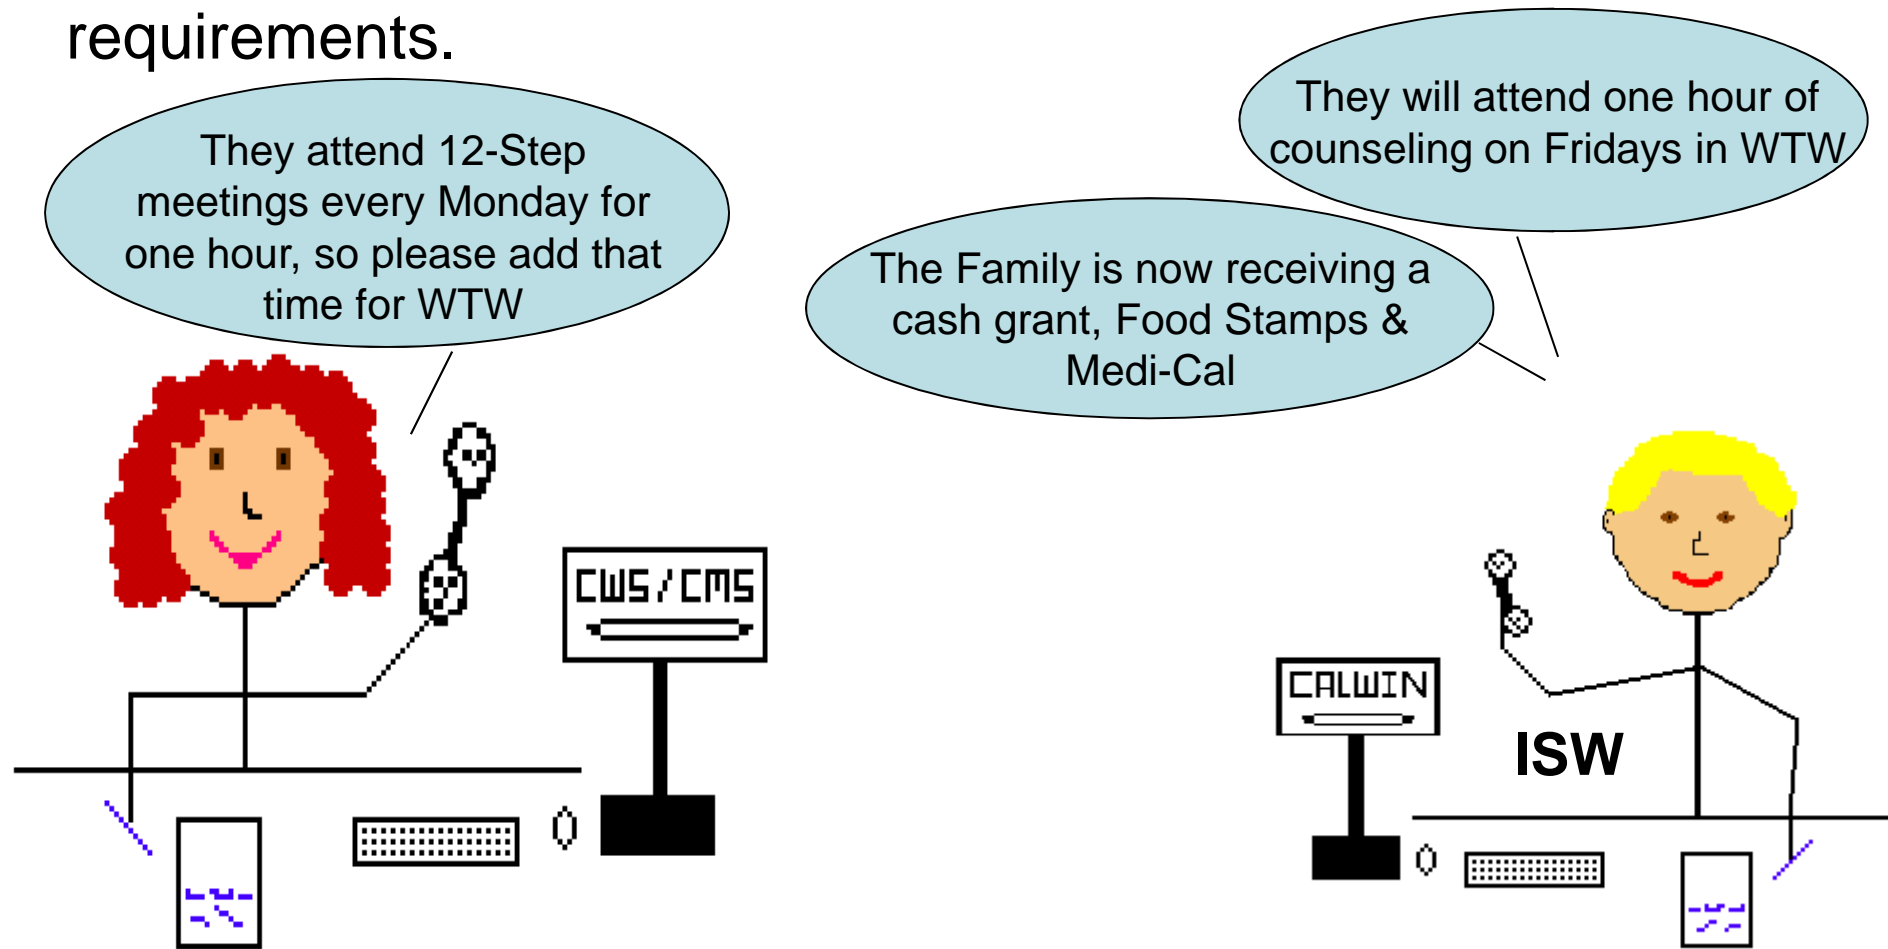 requirements.
They attend 12-Step
meetings every Monday for
one hour, so please add that
time for WTW
They will attend one hour of
counseling on Fridays in WTW
The Family is now receiving a
cash grant, Food Stamps &
Medi-Cal
CWS/CMS
CALWIN
ISW